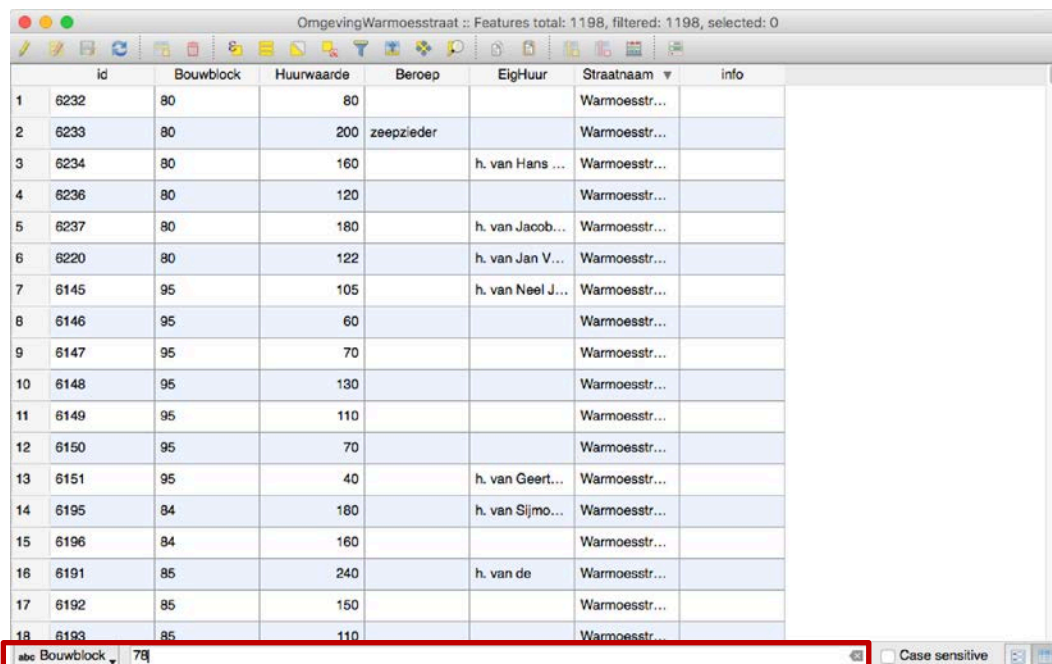 OmgevingWarmoesstraat :: Features total: 1198, filtered: 1198, selected: 0
id Bouwblock Huurwaarde Beroep EigHuur Straatnaam info
1 6232 80 80 Warmoesstr...
2 6233 80 200 zeepzieder Warmoesstr...
3 6234 80 160 h. van Hans ... Warmoesstr...
4 6236 80 120 Warmoesstr...
5 6237 80 180 h. van Jacob... Warmoesstr...
6 6220 80 122 h. van Jan V... Warmoesstr...
7 6145 95 105 h. van Neel J... Warmoesstr...
8 6146 95 60 Warmoesstr...
9 6147 95 70 Warmoesstr...
10 6148 95 130 Warmoesstr...
11 6149 95 110 Warmoesstr...
12 6150 95 70 Warmoesstr...
13 6151 95 40 h. van Geert... Warmoesstr...
14 6195 84 180 h. van Sijmo... Warmoesstr...
15 6196 84 160 Warmoesstr...
16 6191 85 240 h. van de Warmoesstr...
17 6192 85 150 Warmoesstr...
18 6193 85 110 Warmoesstr...
abc Bouwblock 78 Case sensitive